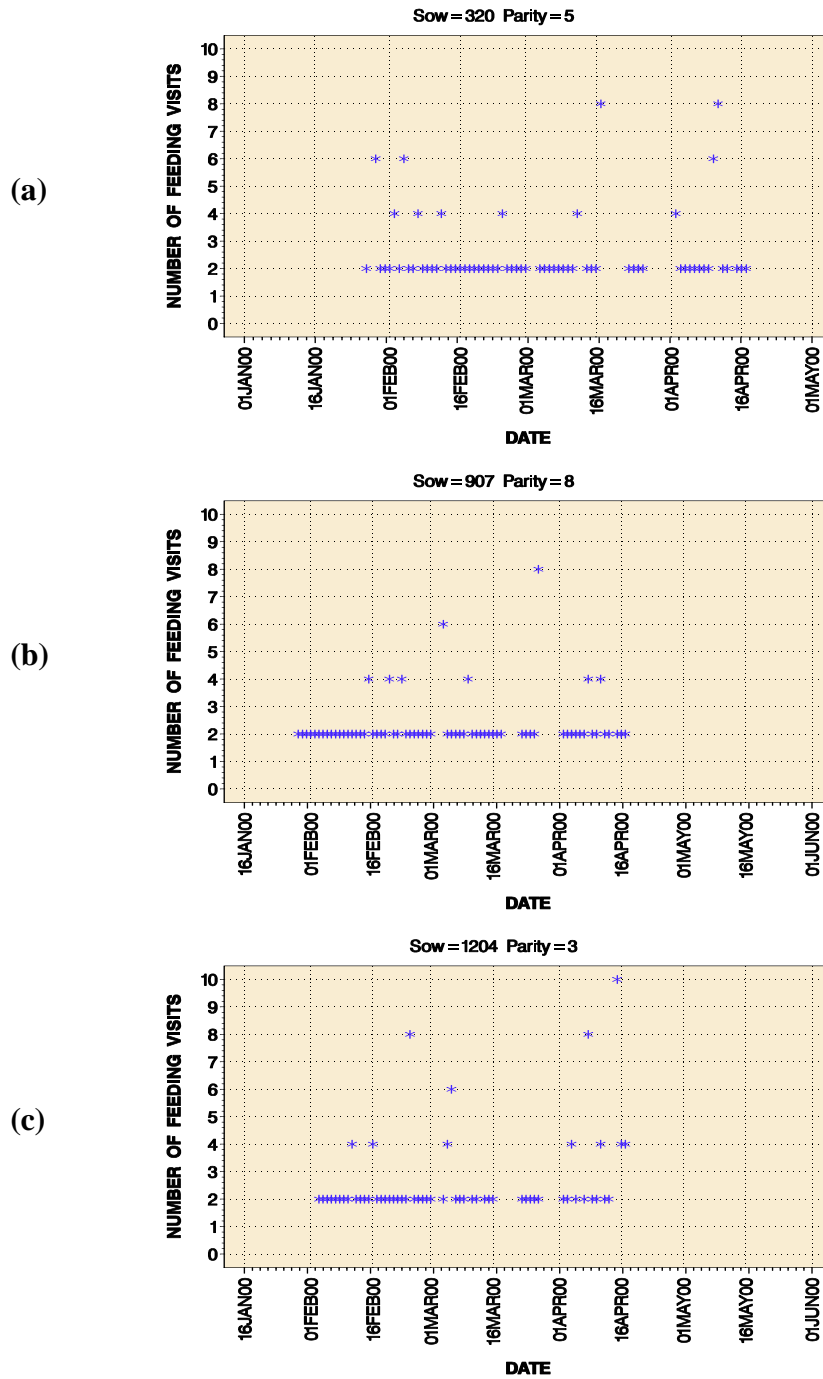 (a)
Sow=320 Parity=5
NUMBER OF FEEDING VISITS
10
9
8
7
6
5
4
3
2
1
0
01JAN00 16JAN00 01FEB00 16FEB00 01MAR00 16MAR00 01APR00 16APR00 01MAY00
DATE
(b)
Sow=907 Parity=8
NUMBER OF FEEDING VISITS
10
9
8
7
6
5
4
3
2
1
0
16JAN00 01FEB00 16FEB00 01MAR00 16MAR00 01APR00 16APR00 01MAY00 16MAY00 01JUN00
DATE
(c)
Sow=1204 Parity=3
NUMBER OF FEEDING VISITS
10
9
8
7
6
5
4
3
2
1
0
16JAN00 01FEB00 16FEB00 01MAR00 16MAR00 01APR00 16APR00 01MAY00 16MAY00 01JUN00
DATE